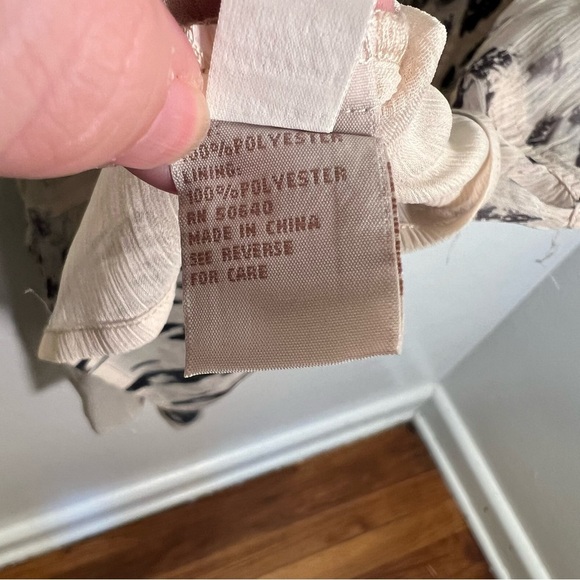 100%POLYESTER
LINING:
100%POLYESTER
RN 50640
MADE IN CHINA
SEE REVERSE
FOR CARE